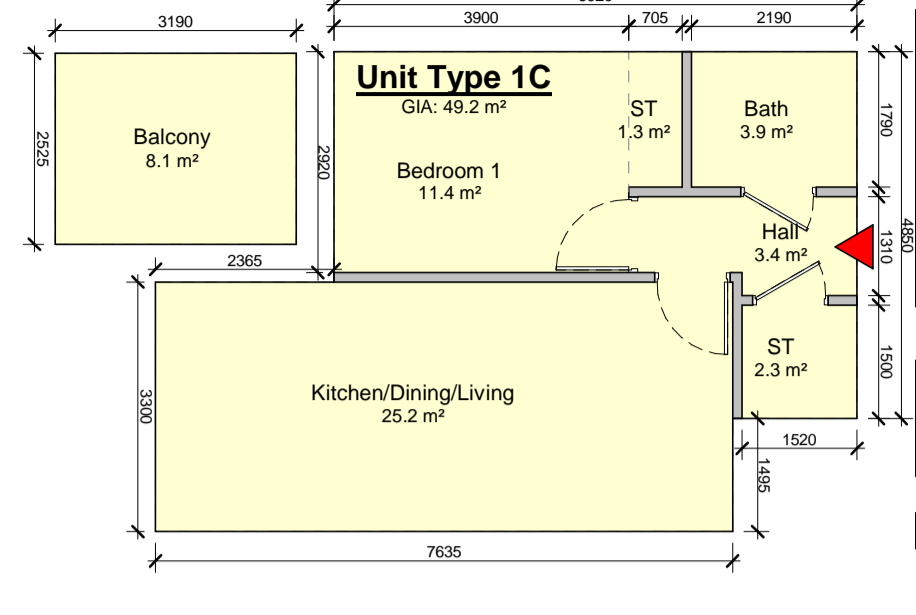 3190
3900
705
2190
Unit Type 1C
GIA: 49.2 m²
ST
1.3 m²
Bath
3.9 m²
1790
Balcony
8.1 m²
2525
2920
Bedroom 1
11.4 m²
Hall
3.4 m²
1310
4850
2365
ST
2.3 m²
1500
Kitchen/Dining/Living
25.2 m²
3300
1520
1495
7635